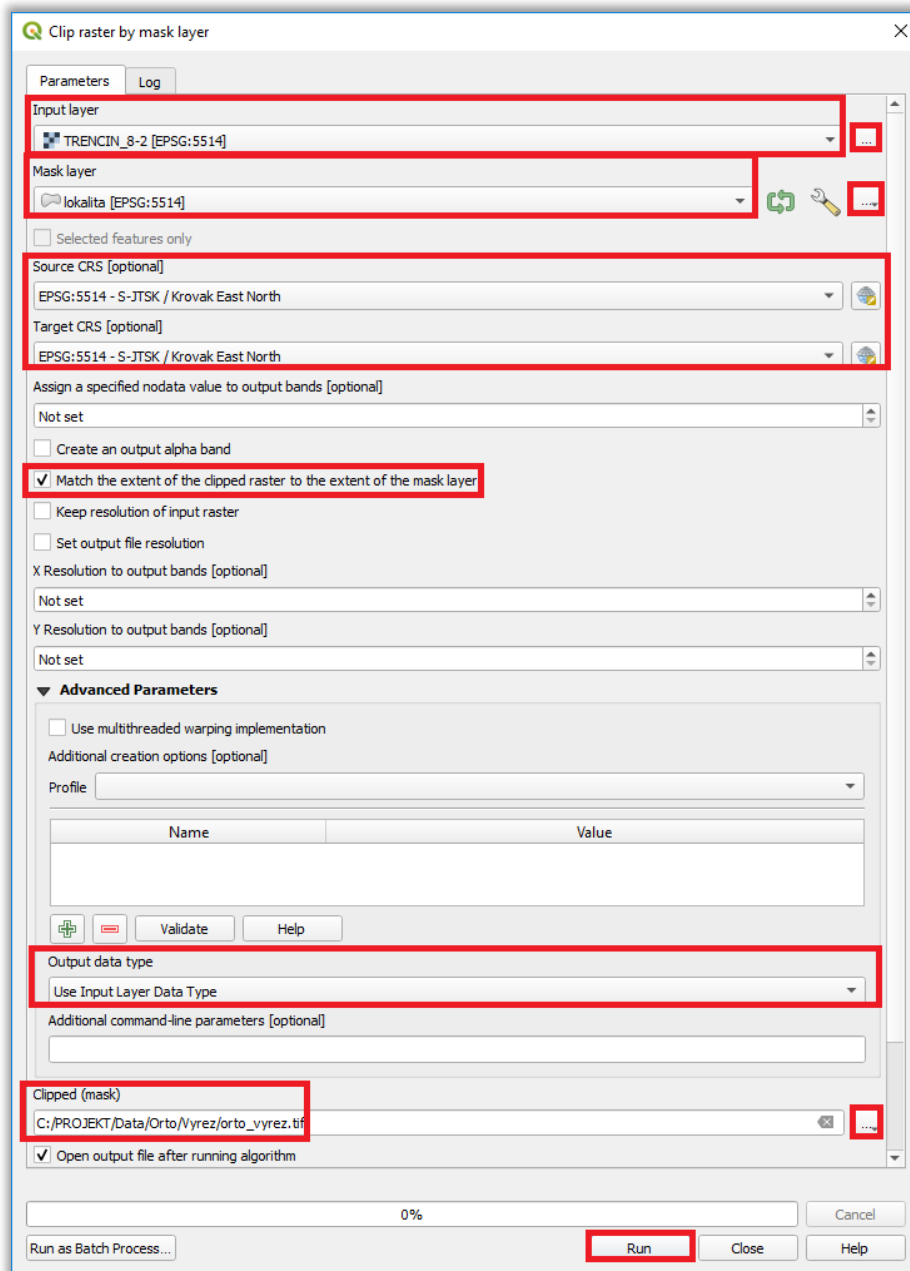 Clip raster by mask layer
Parameters Log
Input layer
TRENCIN_8-2 [EPSG:5514]
...
Mask layer
lokalita [EPSG:5514]
...
Selected features only
Source CRS [optional]
EPSG:5514 - S-JTSK / Krovak East North
Target CRS [optional]
EPSG:5514 - S-JTSK / Krovak East North
Assign a specified nodata value to output bands [optional]
Not set
Create an output alpha band
Match the extent of the clipped raster to the extent of the mask layer
Keep resolution of input raster
Set output file resolution
X Resolution to output bands [optional]
Not set
Y Resolution to output bands [optional]
Not set
Advanced Parameters
Use multithreaded warping implementation
Additional creation options [optional]
Profile
Name Value
Validate Help
Output data type
Use Input Layer Data Type
Additional command-line parameters [optional]
Clipped (mask)
C:/PROJEKT/Data/Orto/Vyrez/orto_vyrez.tif
...
Open output file after running algorithm
0% Cancel
Run as Batch Process... Run Close Help